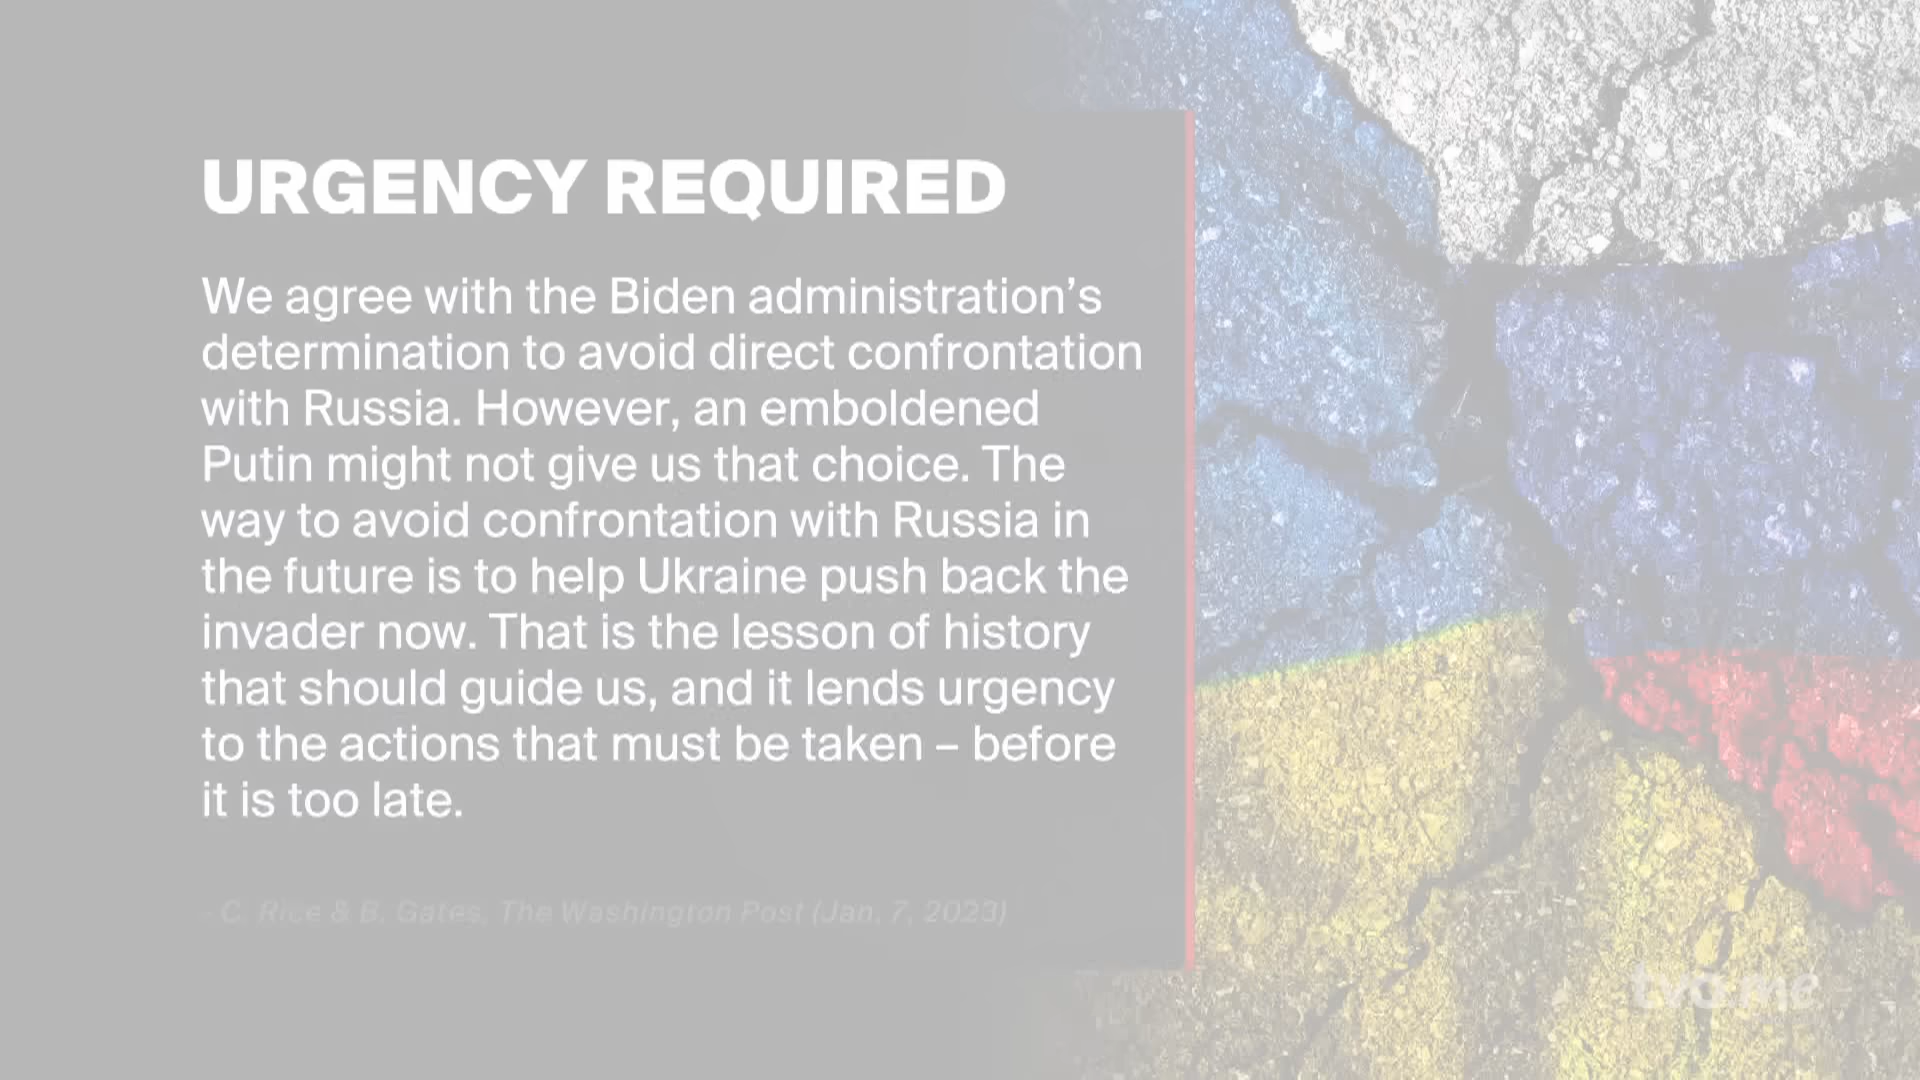 URGENCY REQUIRED
We agree with the Biden administration’s
determination to avoid direct confrontation
with Russia. However, an emboldened
Putin might not give us that choice. The
way to avoid confrontation with Russia in
the future is to help Ukraine push back the
invader now. That is the lesson of history
that should guide us, and it lends urgency
to the actions that must be taken – before
it is too late.
- C. Rice & B. Gates, The Washington Post (Jan. 7, 2023)
tvo.me